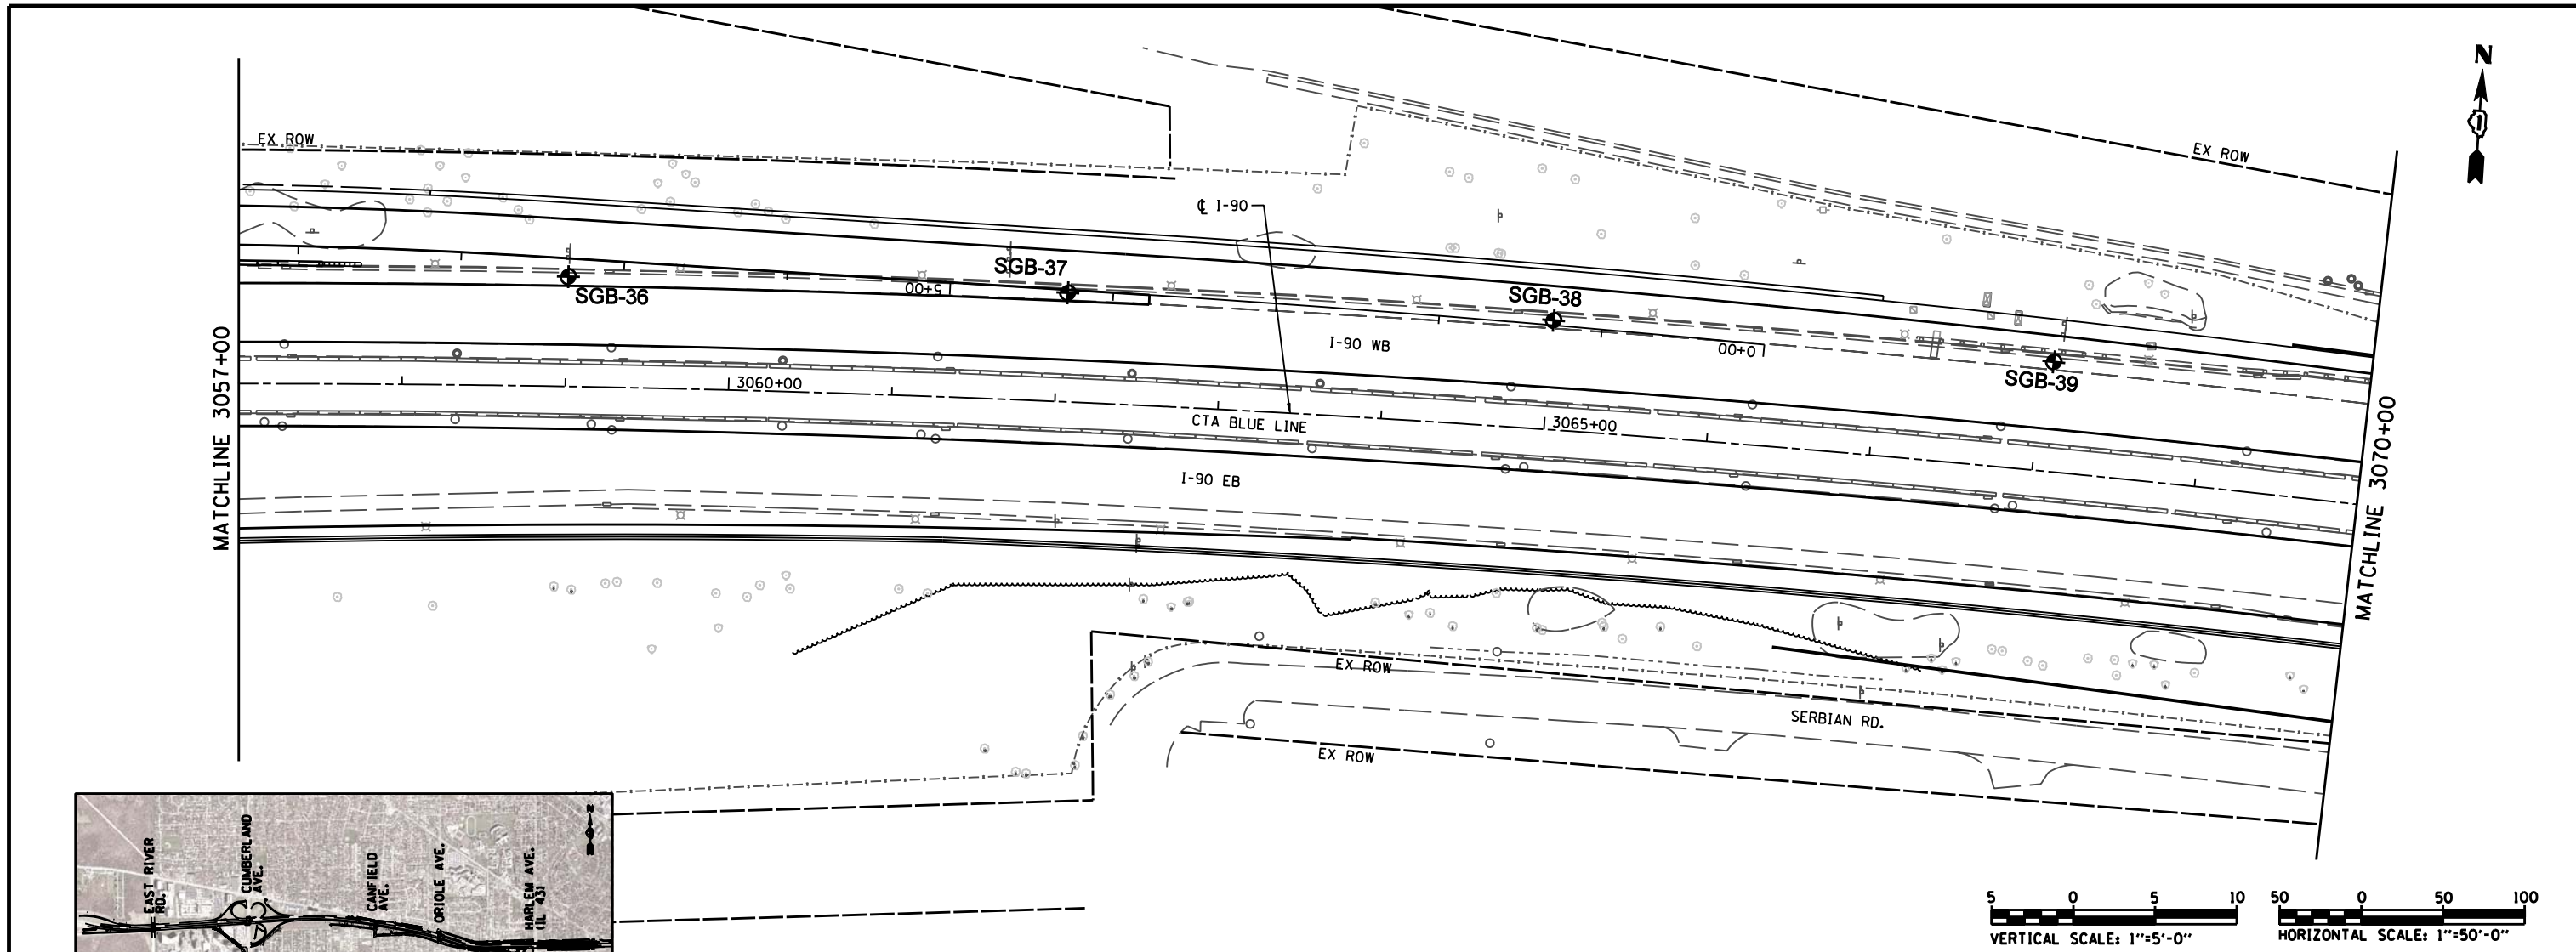 N
EX ROW
EX ROW
℄ I-90
SGB-37
SGB-36
5+00
SGB-38
I-90 WB
0+00
SGB-39
MATCHLINE 3057+00
3060+00
CTA BLUE LINE
3065+00
MATCHLINE 3070+00
I-90 EB
EX ROW
SERBIAN RD.
EX ROW
EAST RIVER
RD.
CUMBERLAND
AVE.
CANFIELD
AVE.
ORIOLE AVE.
HARLEM AVE.
(IL 43)
N
5 0 5 10
VERTICAL SCALE: 1"=5'-0"
50 0 50 100
HORIZONTAL SCALE: 1"=50'-0"